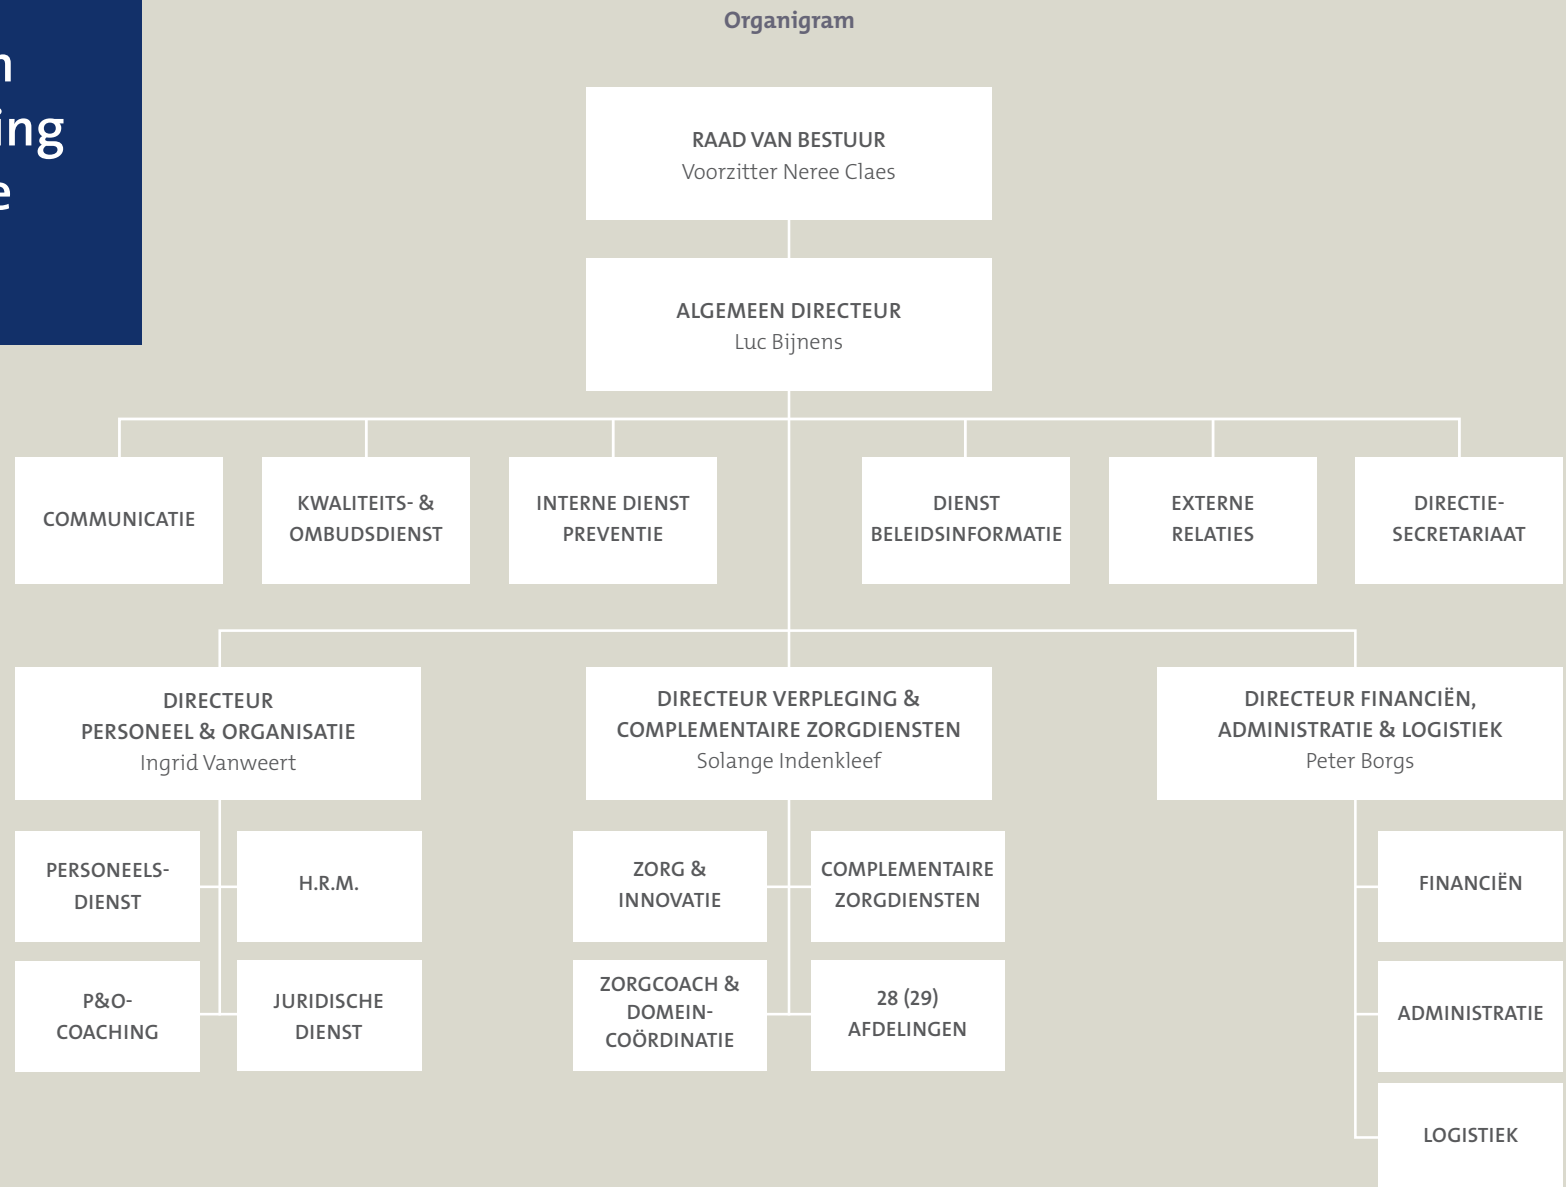 Organigram
RAAD VAN BESTUUR
Voorzitter Neree Claes
ALGEMEEN DIRECTEUR
Luc Bijnens
COMMUNICATIE
KWALITEITS- &
OMBUDSDIENST
INTERNE DIENST
PREVENTIE
DIENST
BELEIDSINFORMATIE
EXTERNE
RELATIES
DIRECTIE-
SECRETARIAAT
DIRECTEUR
PERSONEEL & ORGANISATIE
Ingrid Vanweert
DIRECTEUR VERPLEGING &
COMPLEMENTAIRE ZORGDIENSTEN
Solange Indenkleef
DIRECTEUR FINANCIËN,
ADMINISTRATIE & LOGISTIEK
Peter Borgs
PERSONEELS-
DIENST
H.R.M.
P&O-
COACHING
JURIDISCHE
DIENST
ZORG &
INNOVATIE
COMPLEMENTAIRE
ZORGDIENSTEN
ZORGCOACH &
DOMEIN-
COÖRDINATIE
28 (29)
AFDELINGEN
FINANCIËN
ADMINISTRATIE
LOGISTIEK